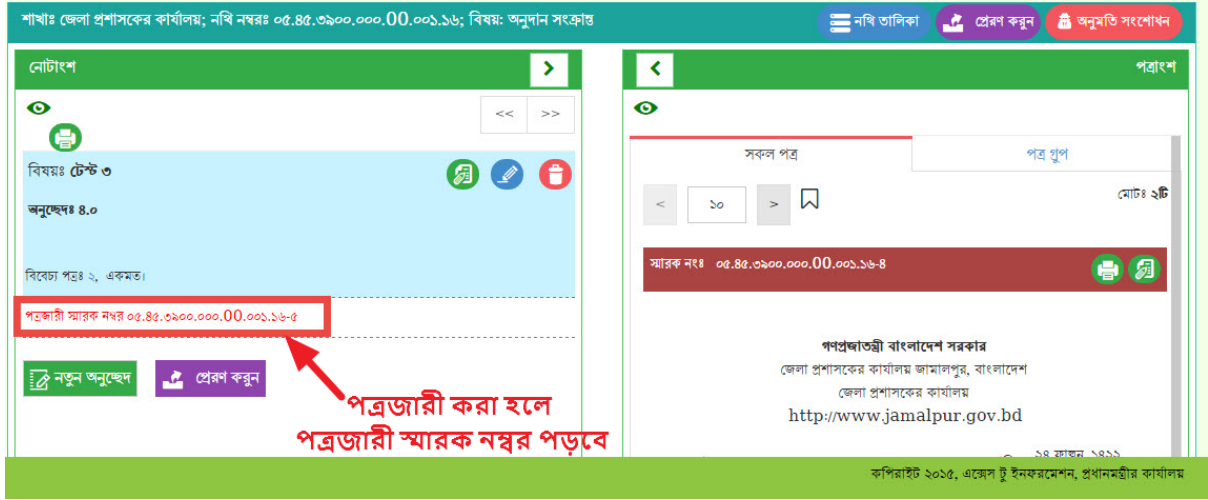 শাখাঃ জেলা প্রশাসকের কার্যালয়; নথি নম্বরঃ ০৫.৪৫.৩৯০০.০০০.00.০০১.১৬; বিষয়: অনুদান সংক্রান্ত
নথি তালিকা
প্রেরণ করুন
অনুমতি সংশোধন
নোটাংশ
>
<
পত্রাংশ
<< >>
বিষয়ঃ টেস্ট ৩
অনুচ্ছেদঃ ৪.০
বিবেচ্য পত্রঃ ২, একমত।
পত্রজারী স্মারক নম্বর ০৫.৪৫.৩৯০০.০০০.00.০০১.১৬-৫
নতুন অনুচ্ছেদ
প্রেরণ করুন
পত্রজারী করা হলে
পত্রজারী স্মারক নম্বর পড়বে
সকল পত্র
পত্র গ্রুপ
< ১০ >
মোটঃ ২টি
স্মারক নংঃ ০৫.৪৫.৩৯০০.০০০.00.০০১.১৬-৪
গণপ্রজাতন্ত্রী বাংলাদেশ সরকার
জেলা প্রশাসকের কার্যালয় জামালপুর, বাংলাদেশ
জেলা প্রশাসকের কার্যালয়
http://www.jamalpur.gov.bd
২৪ ফাল্গুন, ১৪২২
কপিরাইট ২০১৫, এক্সেস টু ইনফরমেশন, প্রধানমন্ত্রীর কার্যালয়